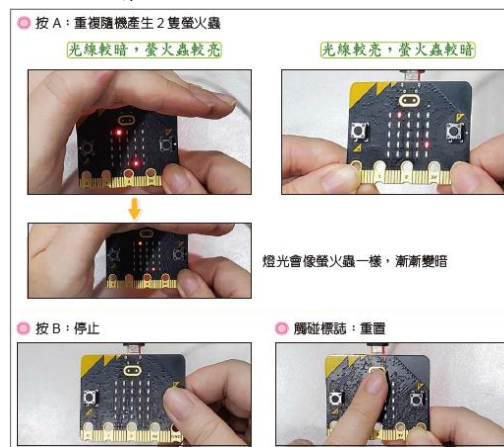 按 A：重複隨機產生 2 隻螢火蟲
光線較暗，螢火蟲較亮
光線較亮，螢火蟲較暗
燈光會像螢火蟲一樣，漸漸變暗
按 B：停止
觸碰標誌：重置